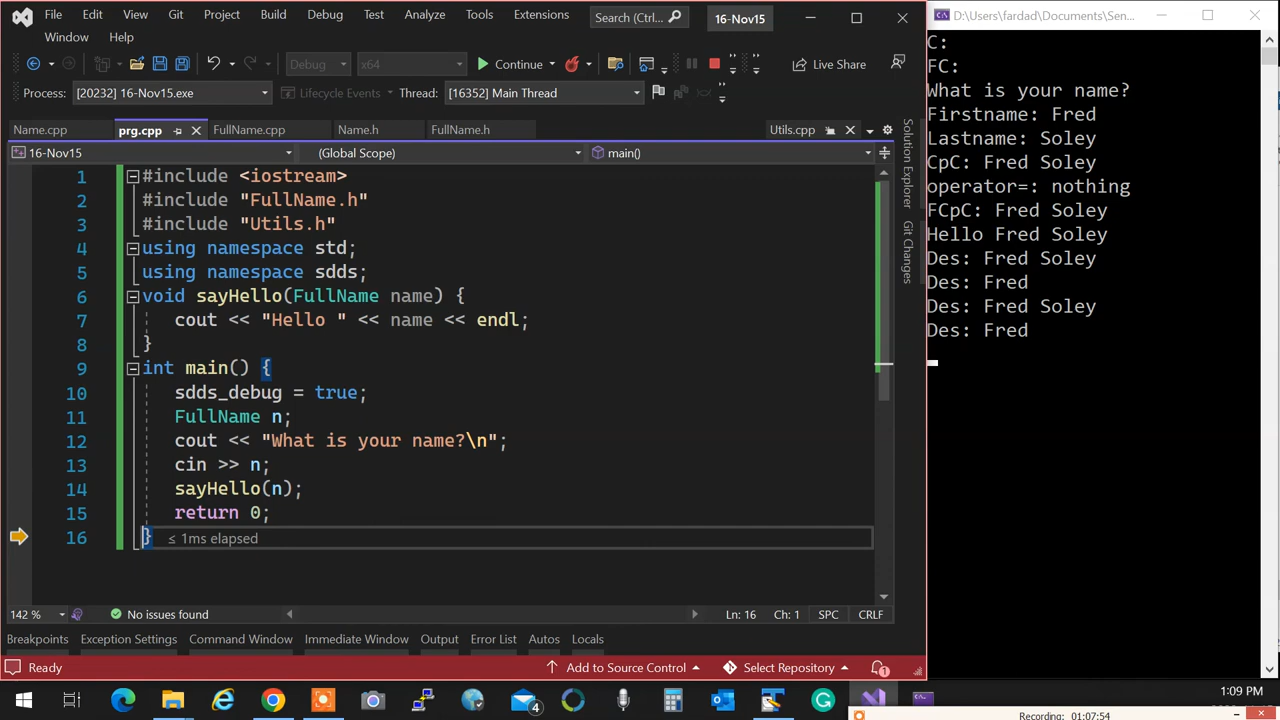 File Edit View Git Project Build Debug Test Analyze Tools Extensions Search (Ctrl... 16-Nov15
Window Help
Debug x64 Continue Live Share
Process: [20232] 16-Nov15.exe Lifecycle Events Thread: [16352] Main Thread
Name.cpp prg.cpp FullName.cpp Name.h FullName.h Utils.cpp
16-Nov15 (Global Scope) main()
1 #include <iostream>
2 #include "FullName.h"
3 #include "Utils.h"
4 using namespace std;
5 using namespace sdds;
6 void sayHello(FullName name) {
7 cout << "Hello " << name << endl;
8 }
9 int main() {
10 sdds_debug = true;
11 FullName n;
12 cout << "What is your name?\n";
13 cin >> n;
14 sayHello(n);
15 return 0;
16 } ≤ 1ms elapsed
142 % No issues found Ln: 16 Ch: 1 SPC CRLF
Breakpoints Exception Settings Command Window Immediate Window Output Error List Autos Locals
Ready Add to Source Control Select Repository 1
Solution Explorer
Git Changes
D:\Users\fardad\Documents\Sen...
C:
FC:
What is your name?
Firstname: Fred
Lastname: Soley
CpC: Fred Soley
operator=: nothing
FCpC: Fred Soley
Hello Fred Soley
Des: Fred Soley
Des: Fred
Des: Fred Soley
Des: Fred
4
1:09 PM
Recording: 01:07:54